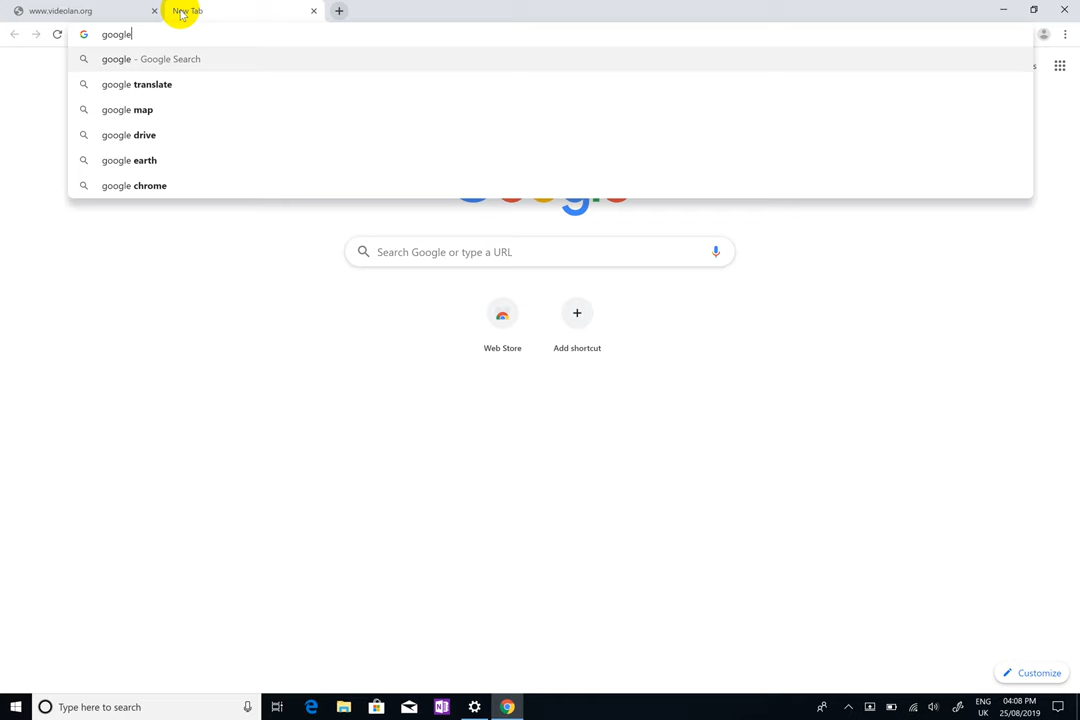 www.videolan.org
New Tab
google
google - Google Search
google translate
google map
google drive
google earth
google chrome
Search Google or type a URL
Web Store
Add shortcut
Customize
Type here to search
ENG
UK
04:08 PM
25/08/2019